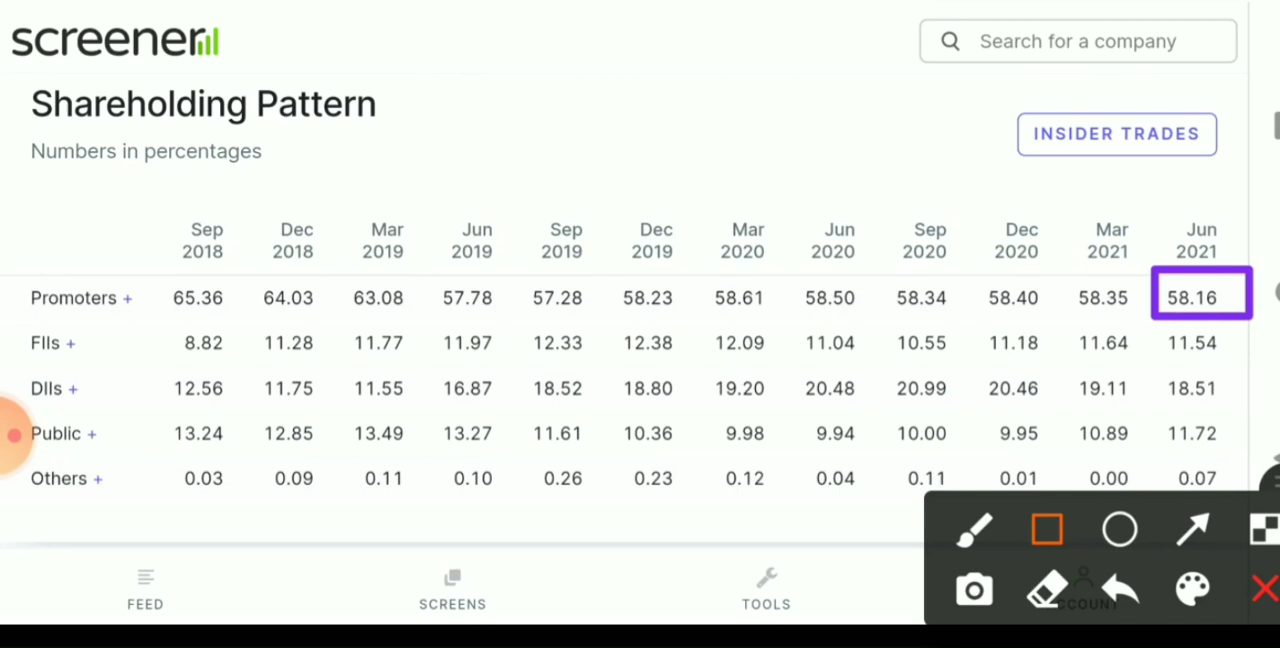 screener
Search for a company
Shareholding Pattern
INSIDER TRADES
Numbers in percentages
Sep 2018 Dec 2018 Mar 2019 Jun 2019 Sep 2019 Dec 2019 Mar 2020 Jun 2020 Sep 2020 Dec 2020 Mar 2021 Jun 2021
Promoters + 65.36 64.03 63.08 57.78 57.28 58.23 58.61 58.50 58.34 58.40 58.35 58.16
FIIs + 8.82 11.28 11.77 11.97 12.33 12.38 12.09 11.04 10.55 11.18 11.64 11.54
DIIs + 12.56 11.75 11.55 16.87 18.52 18.80 19.20 20.48 20.99 20.46 19.11 18.51
Public + 13.24 12.85 13.49 13.27 11.61 10.36 9.98 9.94 10.00 9.95 10.89 11.72
Others + 0.03 0.09 0.11 0.10 0.26 0.23 0.12 0.04 0.11 0.01 0.00 0.07
FEED SCREENS TOOLS